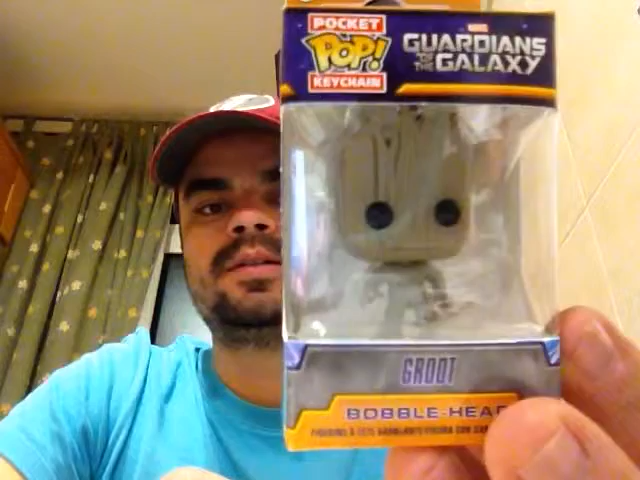 POCKET
POP!
KEYCHAIN
MARVEL
GUARDIANS
OF THE GALAXY
GROOT
BOBBLE-HEAD